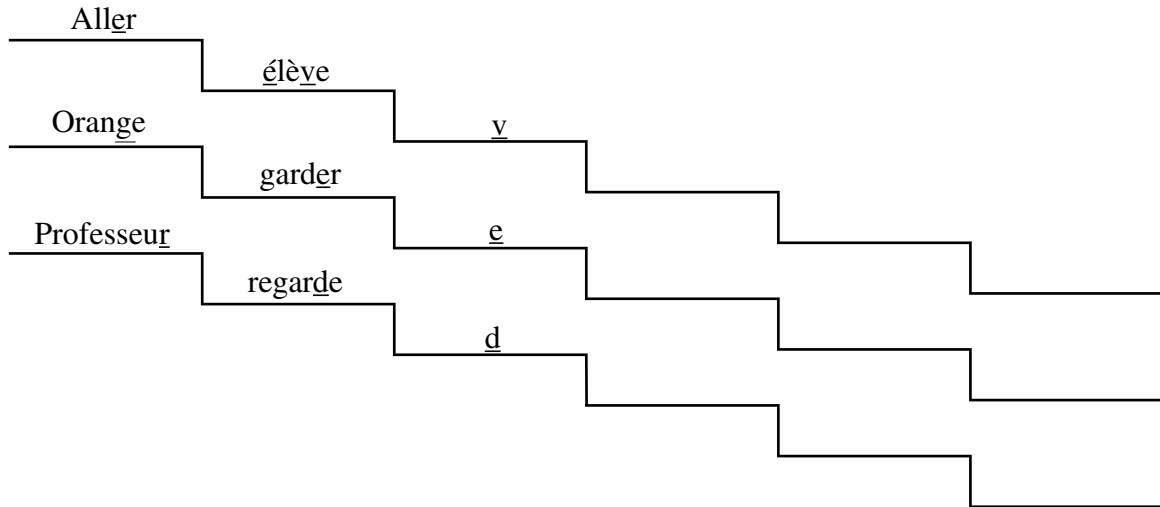 Aller
élève
v
Orange
garder
e
Professeur
regarde
d